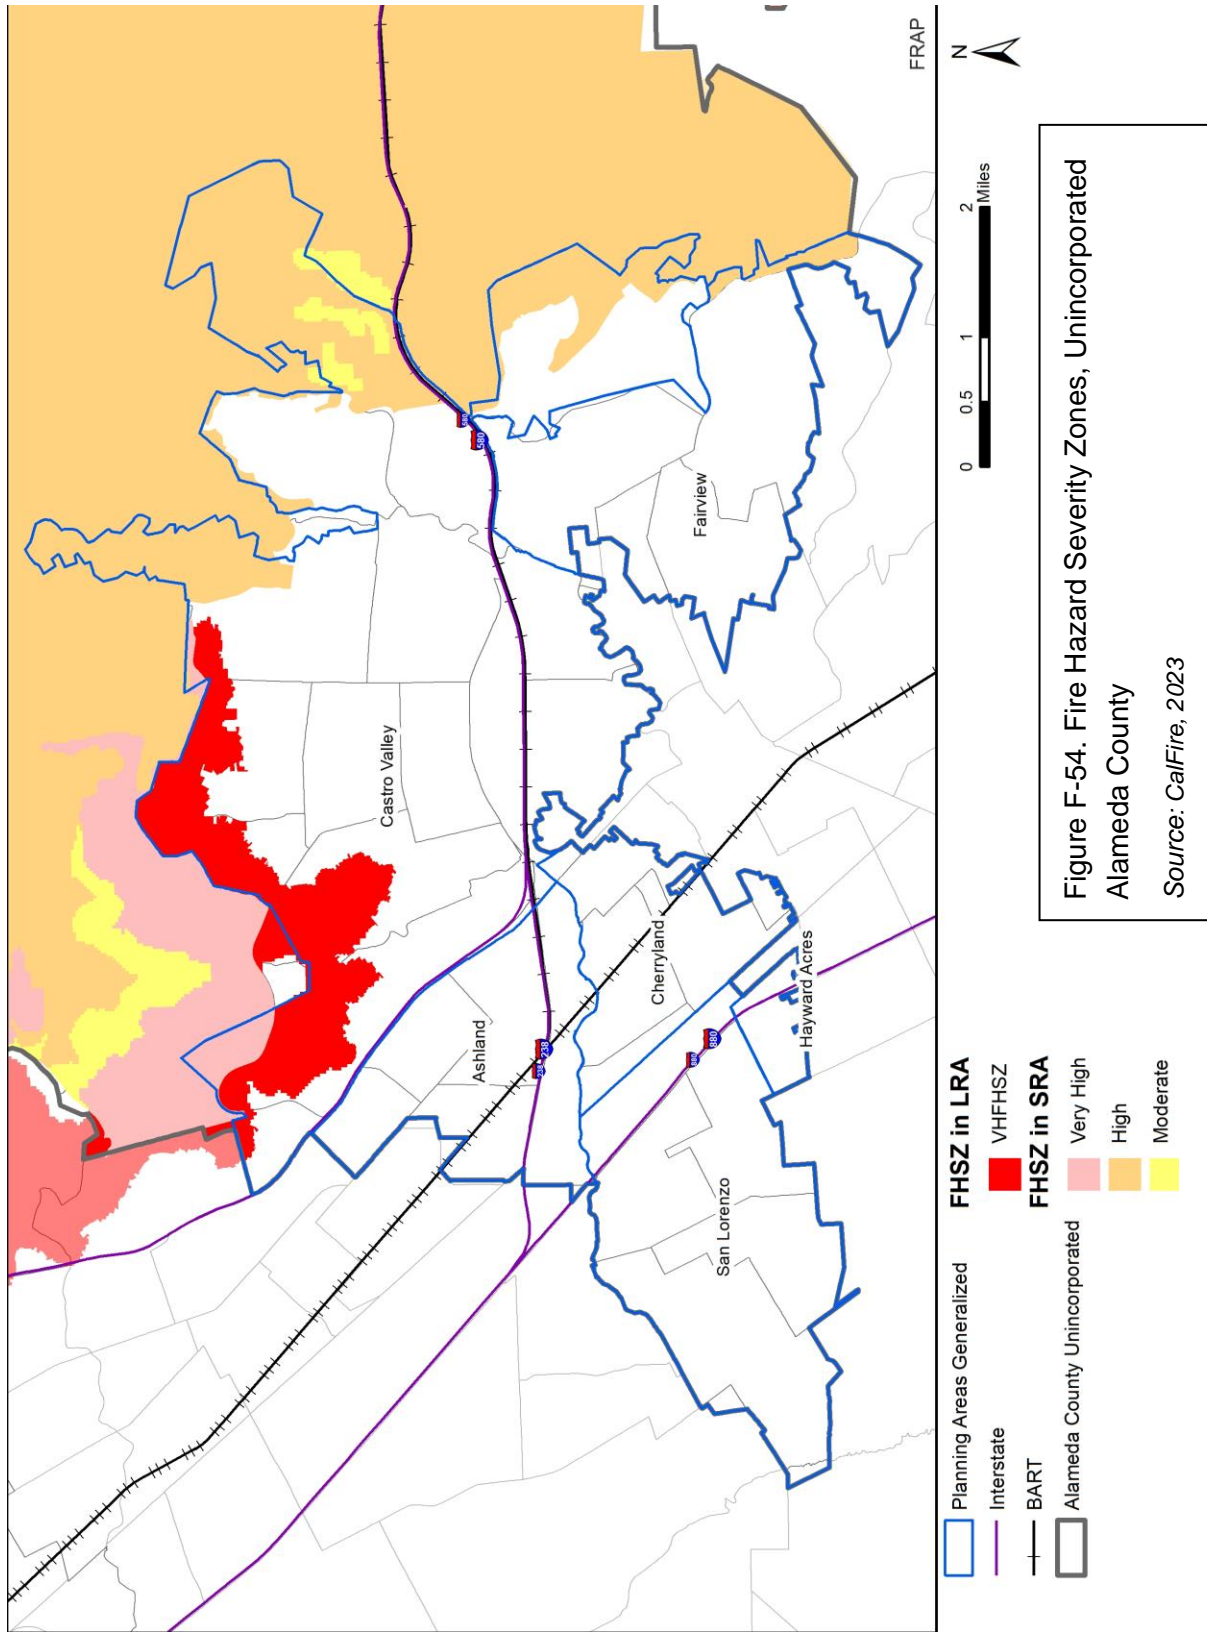 FRAP
580
580
Castro Valley
Fairview
Ashland
238
238
Cherryland
Hayward Acres
880
880
San Lorenzo
Planning Areas Generalized
Interstate
BART
Alameda County Unincorporated
FHSZ in LRA
VHFHSZ
FHSZ in SRA
Very High
High
Moderate
0 0.5 1 2
Miles
N
Figure F-54. Fire Hazard Severity Zones, Unincorporated
Alameda County
Source: CalFire, 2023